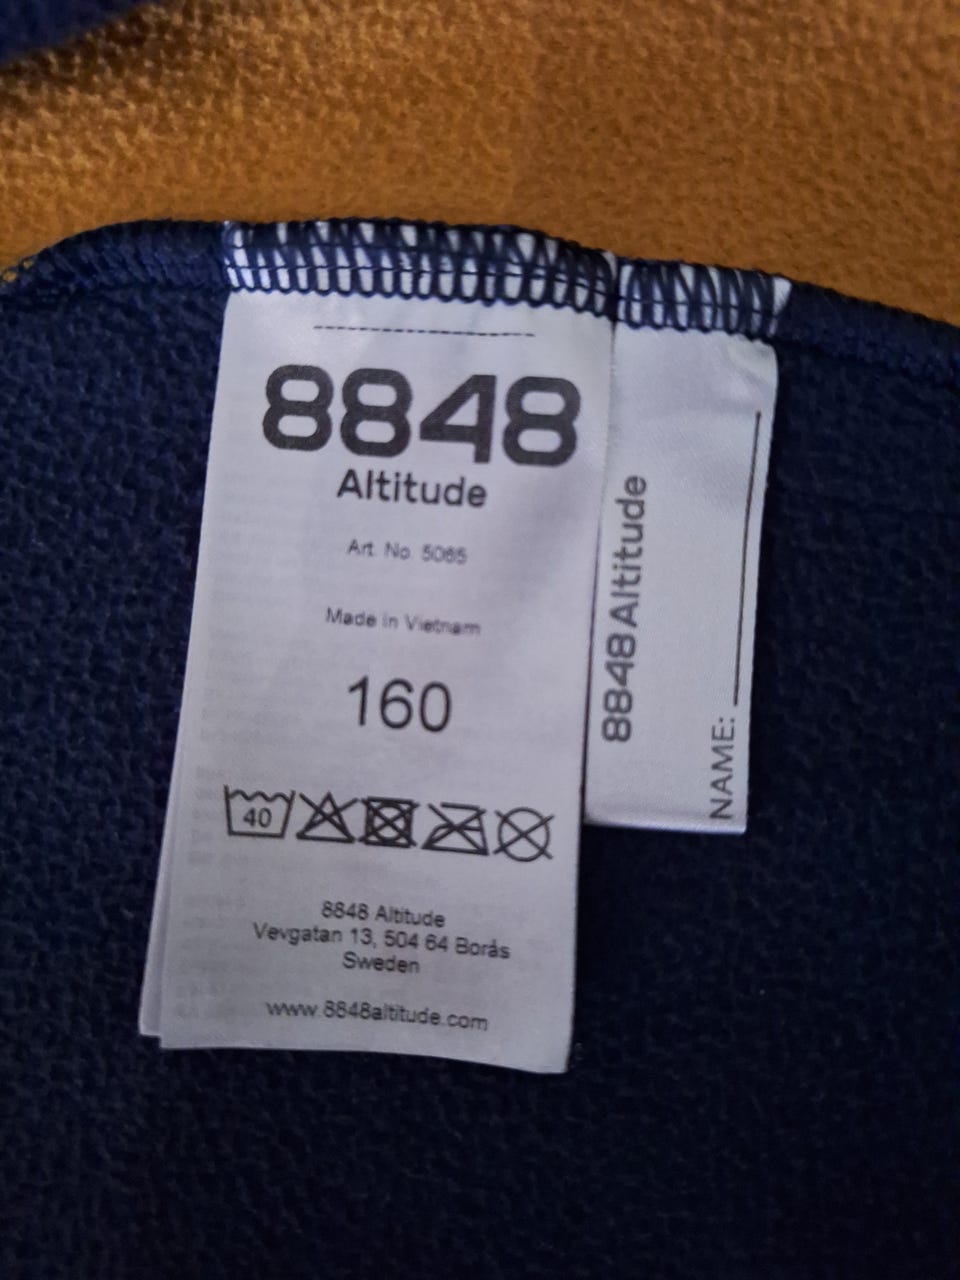 8848
Altitude
Art. No. 5065
Made in Vietnam
160
40
8848 Altitude
Vevgatan 13, 504 64 Borås
Sweden
www.8848altitude.com
8848 Altitude
NAME: